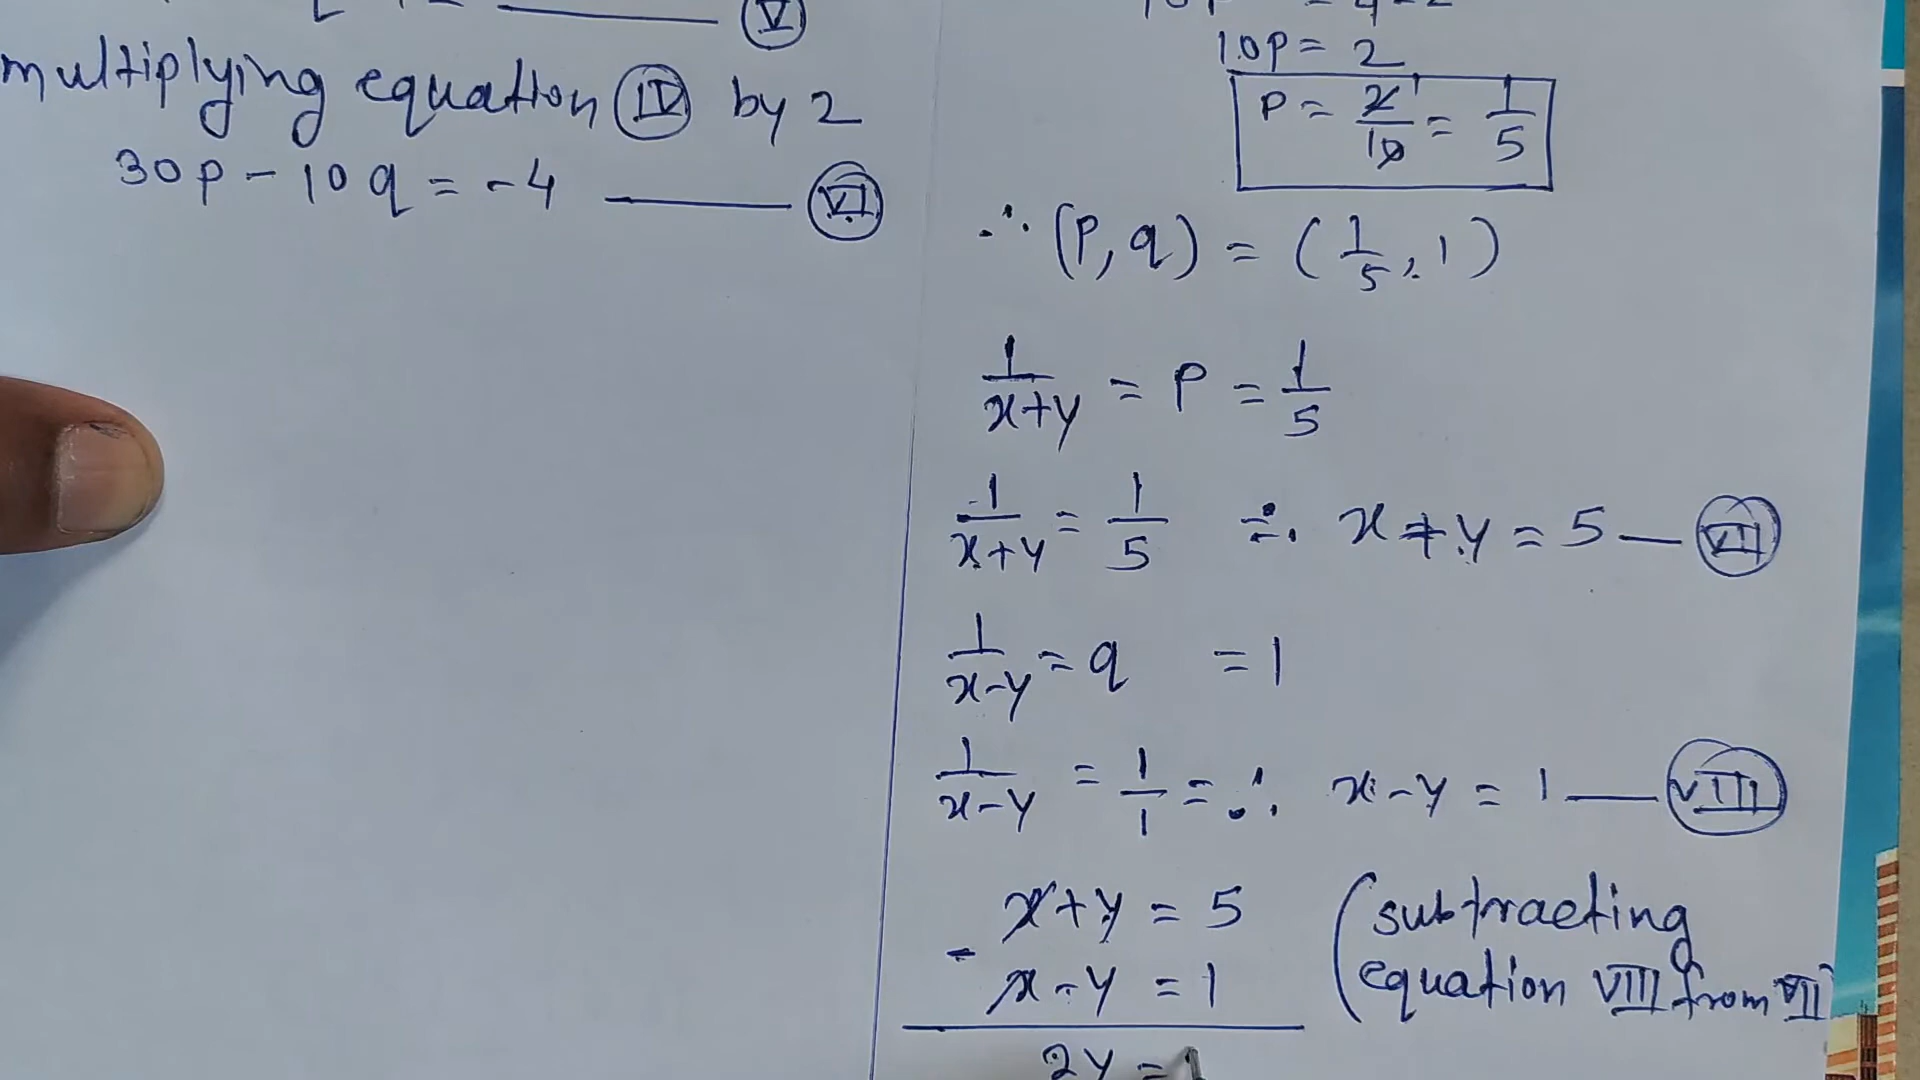 V
multiplying equation IV by 2
30p - 10q = -4 VI
10p = 2
P = 2/10 = 1/5
∴ (P, q) = (1/5, 1)
1/x+y = P = 1/5
1/x+y = 1/5 ∴ x + y = 5 — VII
1/x-y = q = 1
1/x-y = 1/1 = ∴ x - y = 1 — VIII
x + y = 5
- x - y = 1
(subtracting
equation VIII from VII
2y =